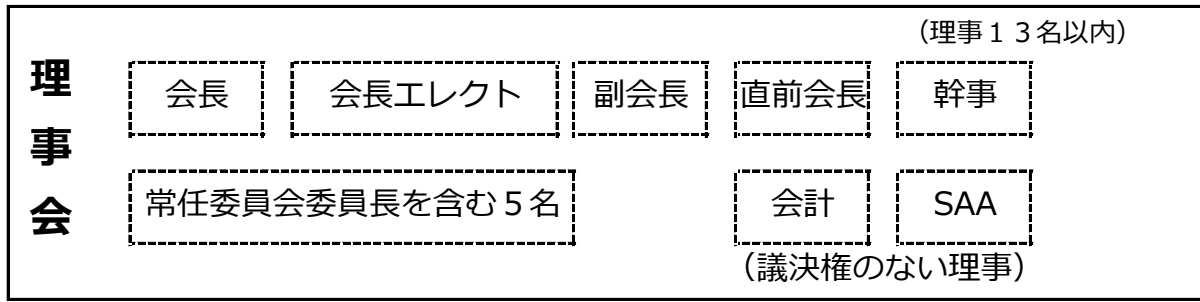 （理事１３名以内）
理事会
会長 会長エレクト 副会長 直前会長 幹事
常任委員会委員長を含む５名 会計 SAA
（議決権のない理事）